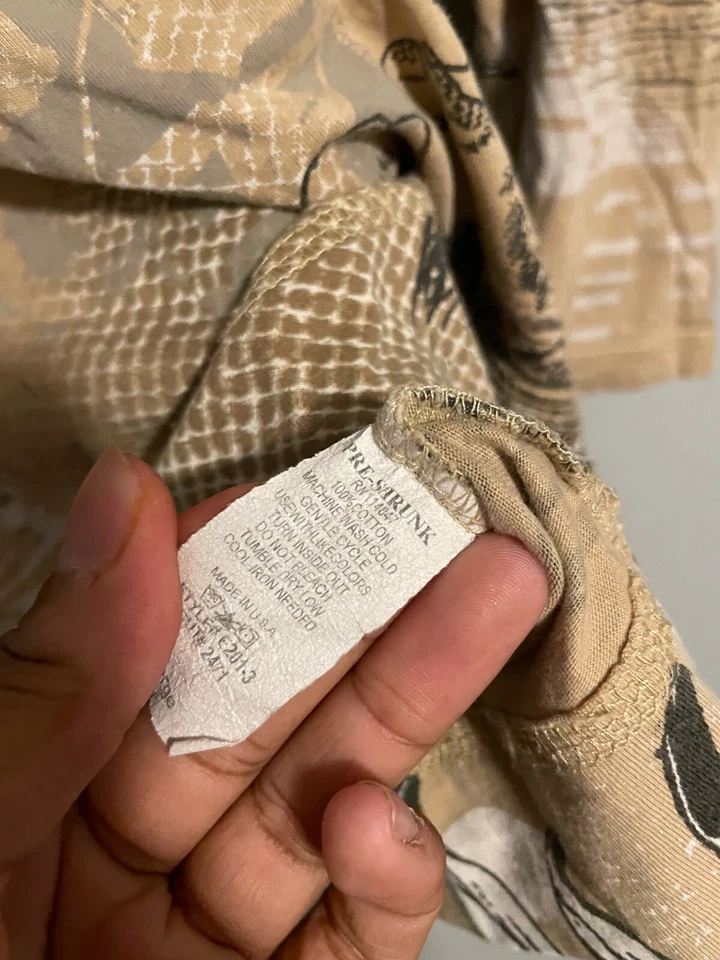 PRE-SHRUNK
100% COTTON
MACHINE WASH COLD
GENTLE CYCLE
USE WITH LIKE COLORS
TURN INSIDE OUT
DO NOT BLEACH
TUMBLE DRY LOW
COOL IRON NEEDED
MADE IN U.S.A.
2471